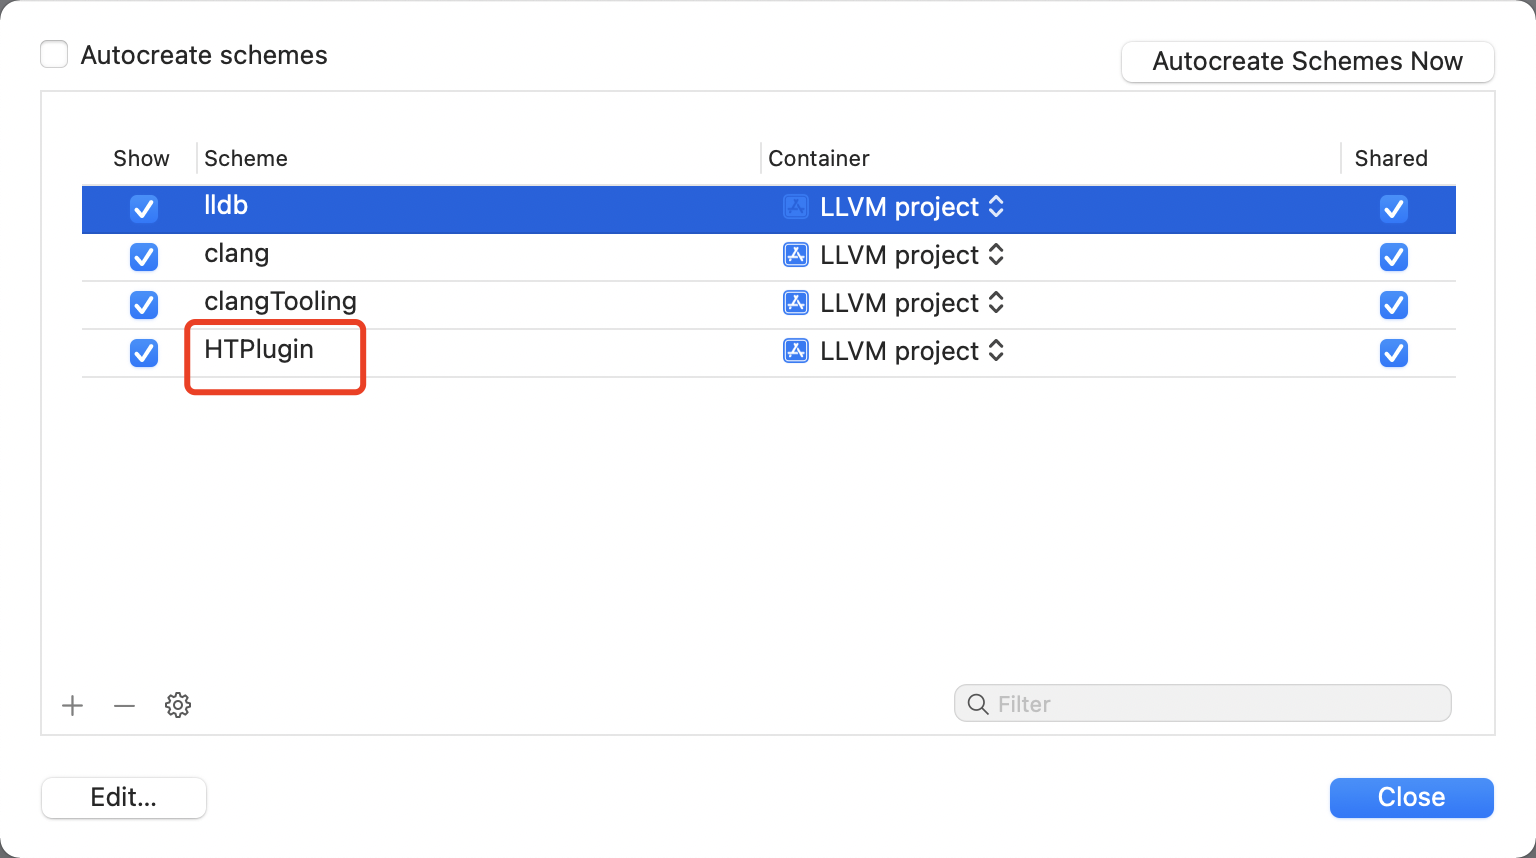 Autocreate schemes
Autocreate Schemes Now
Show Scheme Container Shared
lldb LLVM project
clang LLVM project
clangTooling LLVM project
HTPlugin LLVM project
Filter
Edit...
Close